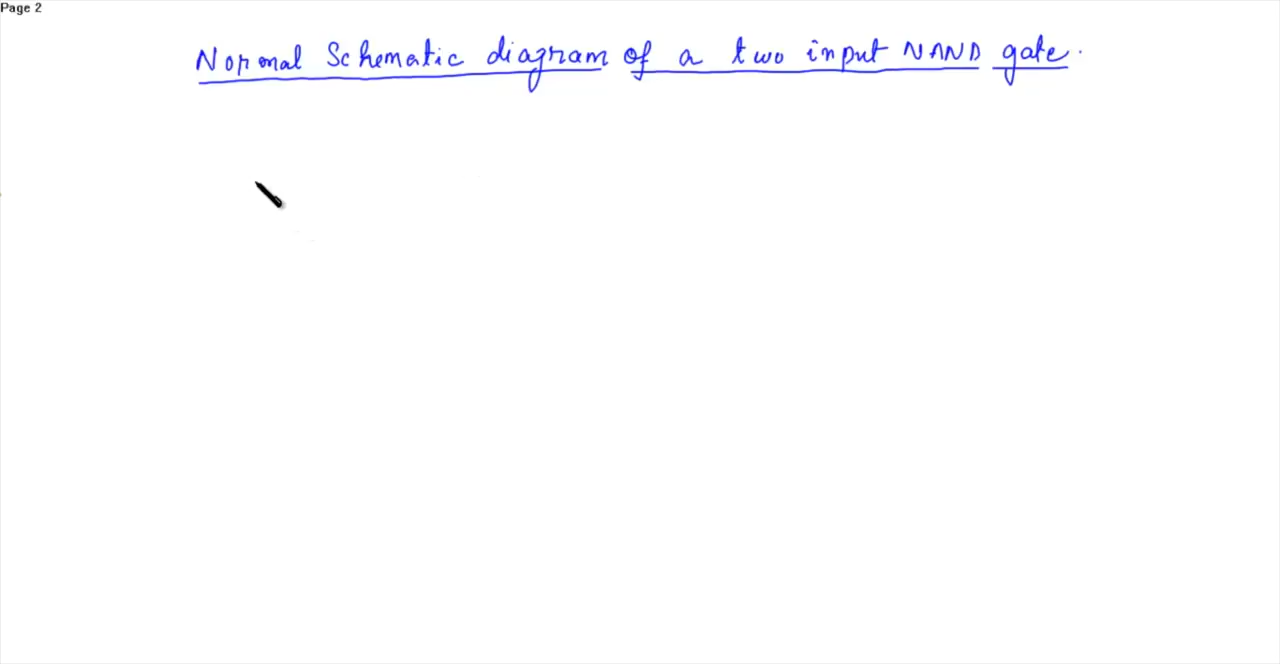 Page 2
Normal Schematic diagram of a two input NAND gate.